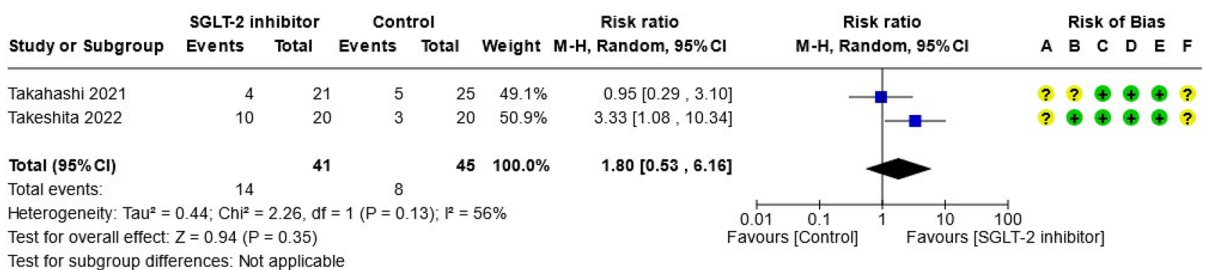 SGLT-2 inhibitor Control Risk ratio Risk ratio Risk of Bias
Study or Subgroup Events Total Events Total Weight M-H, Random, 95%CI M-H, Random, 95%CI A B C D E F
Takahashi 2021 4 21 5 25 49.1% 0.95 [0.29 , 3.10] ? ? + + + ?
Takeshita 2022 10 20 3 20 50.9% 3.33 [1.08 , 10.34] ? + + + + ?
Total (95%CI) 41 45 100.0% 1.80 [0.53 , 6.16]
Total events: 14 8
Heterogeneity: Tau² = 0.44; Chi² = 2.26, df = 1 (P = 0.13); I² = 56%
0.01 0.1 1 10 100
Test for overall effect: Z = 0.94 (P = 0.35) Favours [Control] Favours [SGLT-2 inhibitor]
Test for subgroup differences: Not applicable